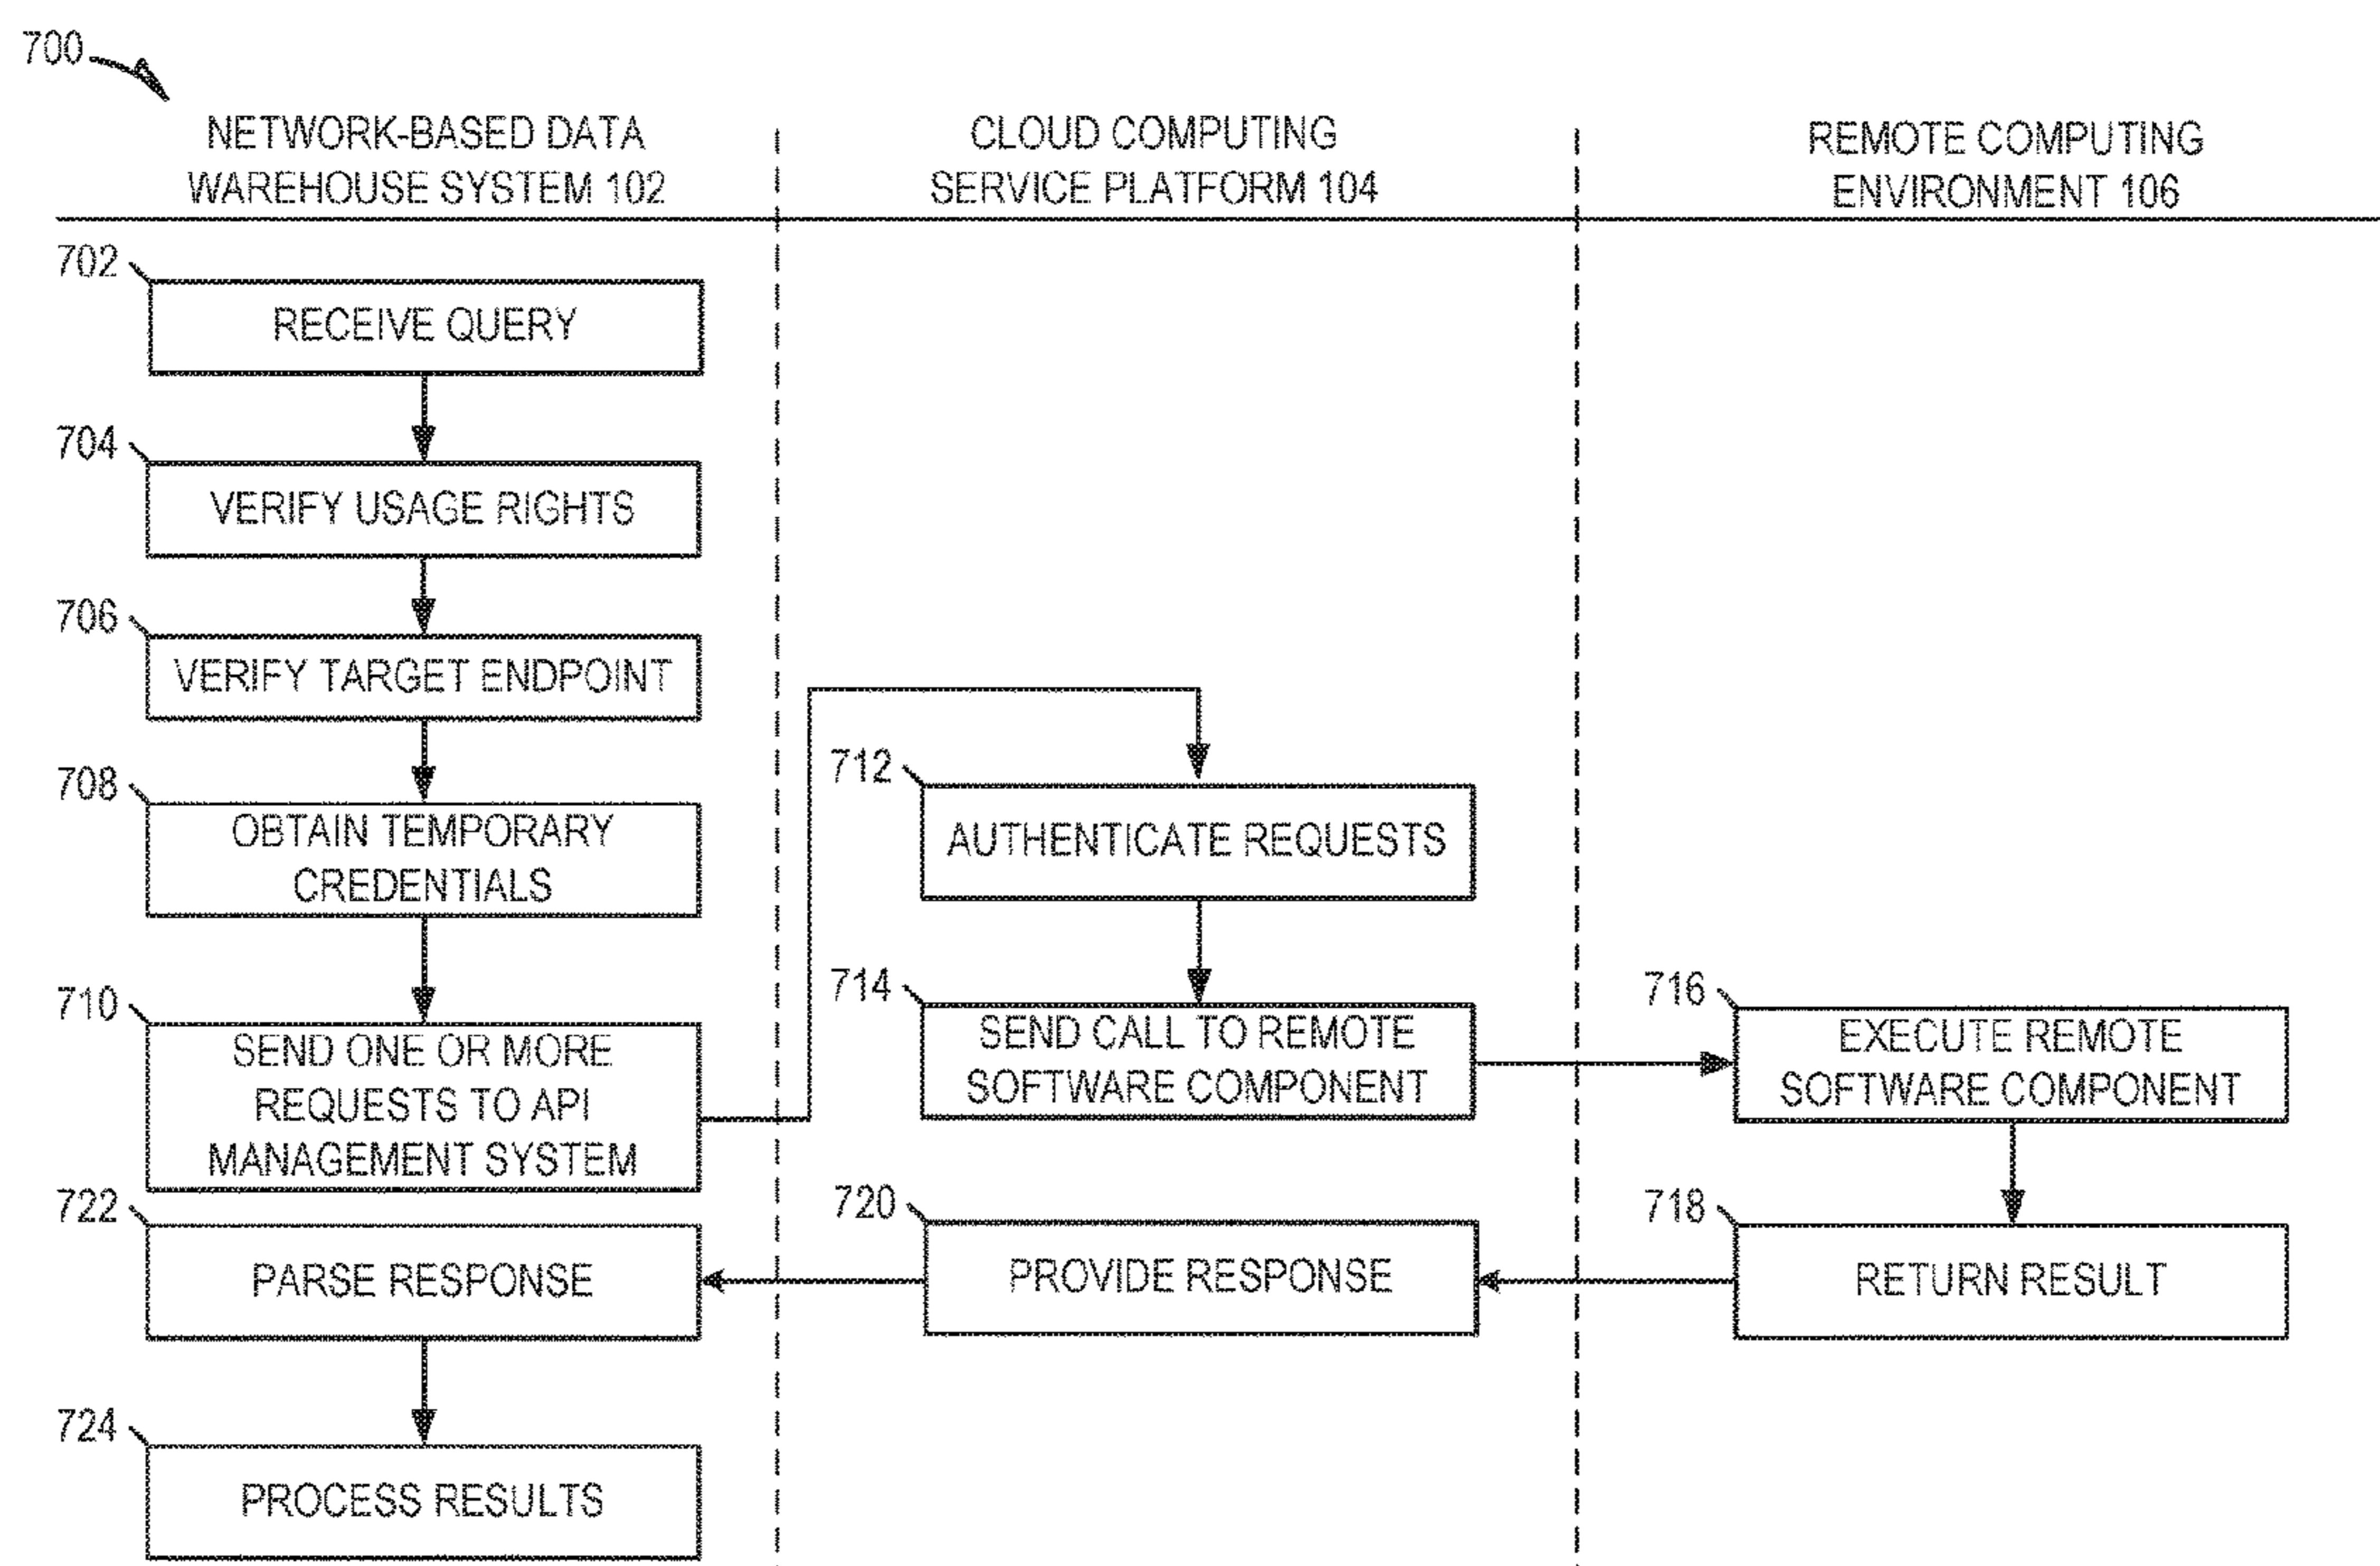 700
NETWORK-BASED DATA
WAREHOUSE SYSTEM 102
CLOUD COMPUTING
SERVICE PLATFORM 104
REMOTE COMPUTING
ENVIRONMENT 106
702
RECEIVE QUERY
704
VERIFY USAGE RIGHTS
706
VERIFY TARGET ENDPOINT
708
OBTAIN TEMPORARY
CREDENTIALS
710
SEND ONE OR MORE
REQUESTS TO API
MANAGEMENT SYSTEM
712
AUTHENTICATE REQUESTS
714
SEND CALL TO REMOTE
SOFTWARE COMPONENT
716
EXECUTE REMOTE
SOFTWARE COMPONENT
718
RETURN RESULT
720
PROVIDE RESPONSE
722
PARSE RESPONSE
724
PROCESS RESULTS